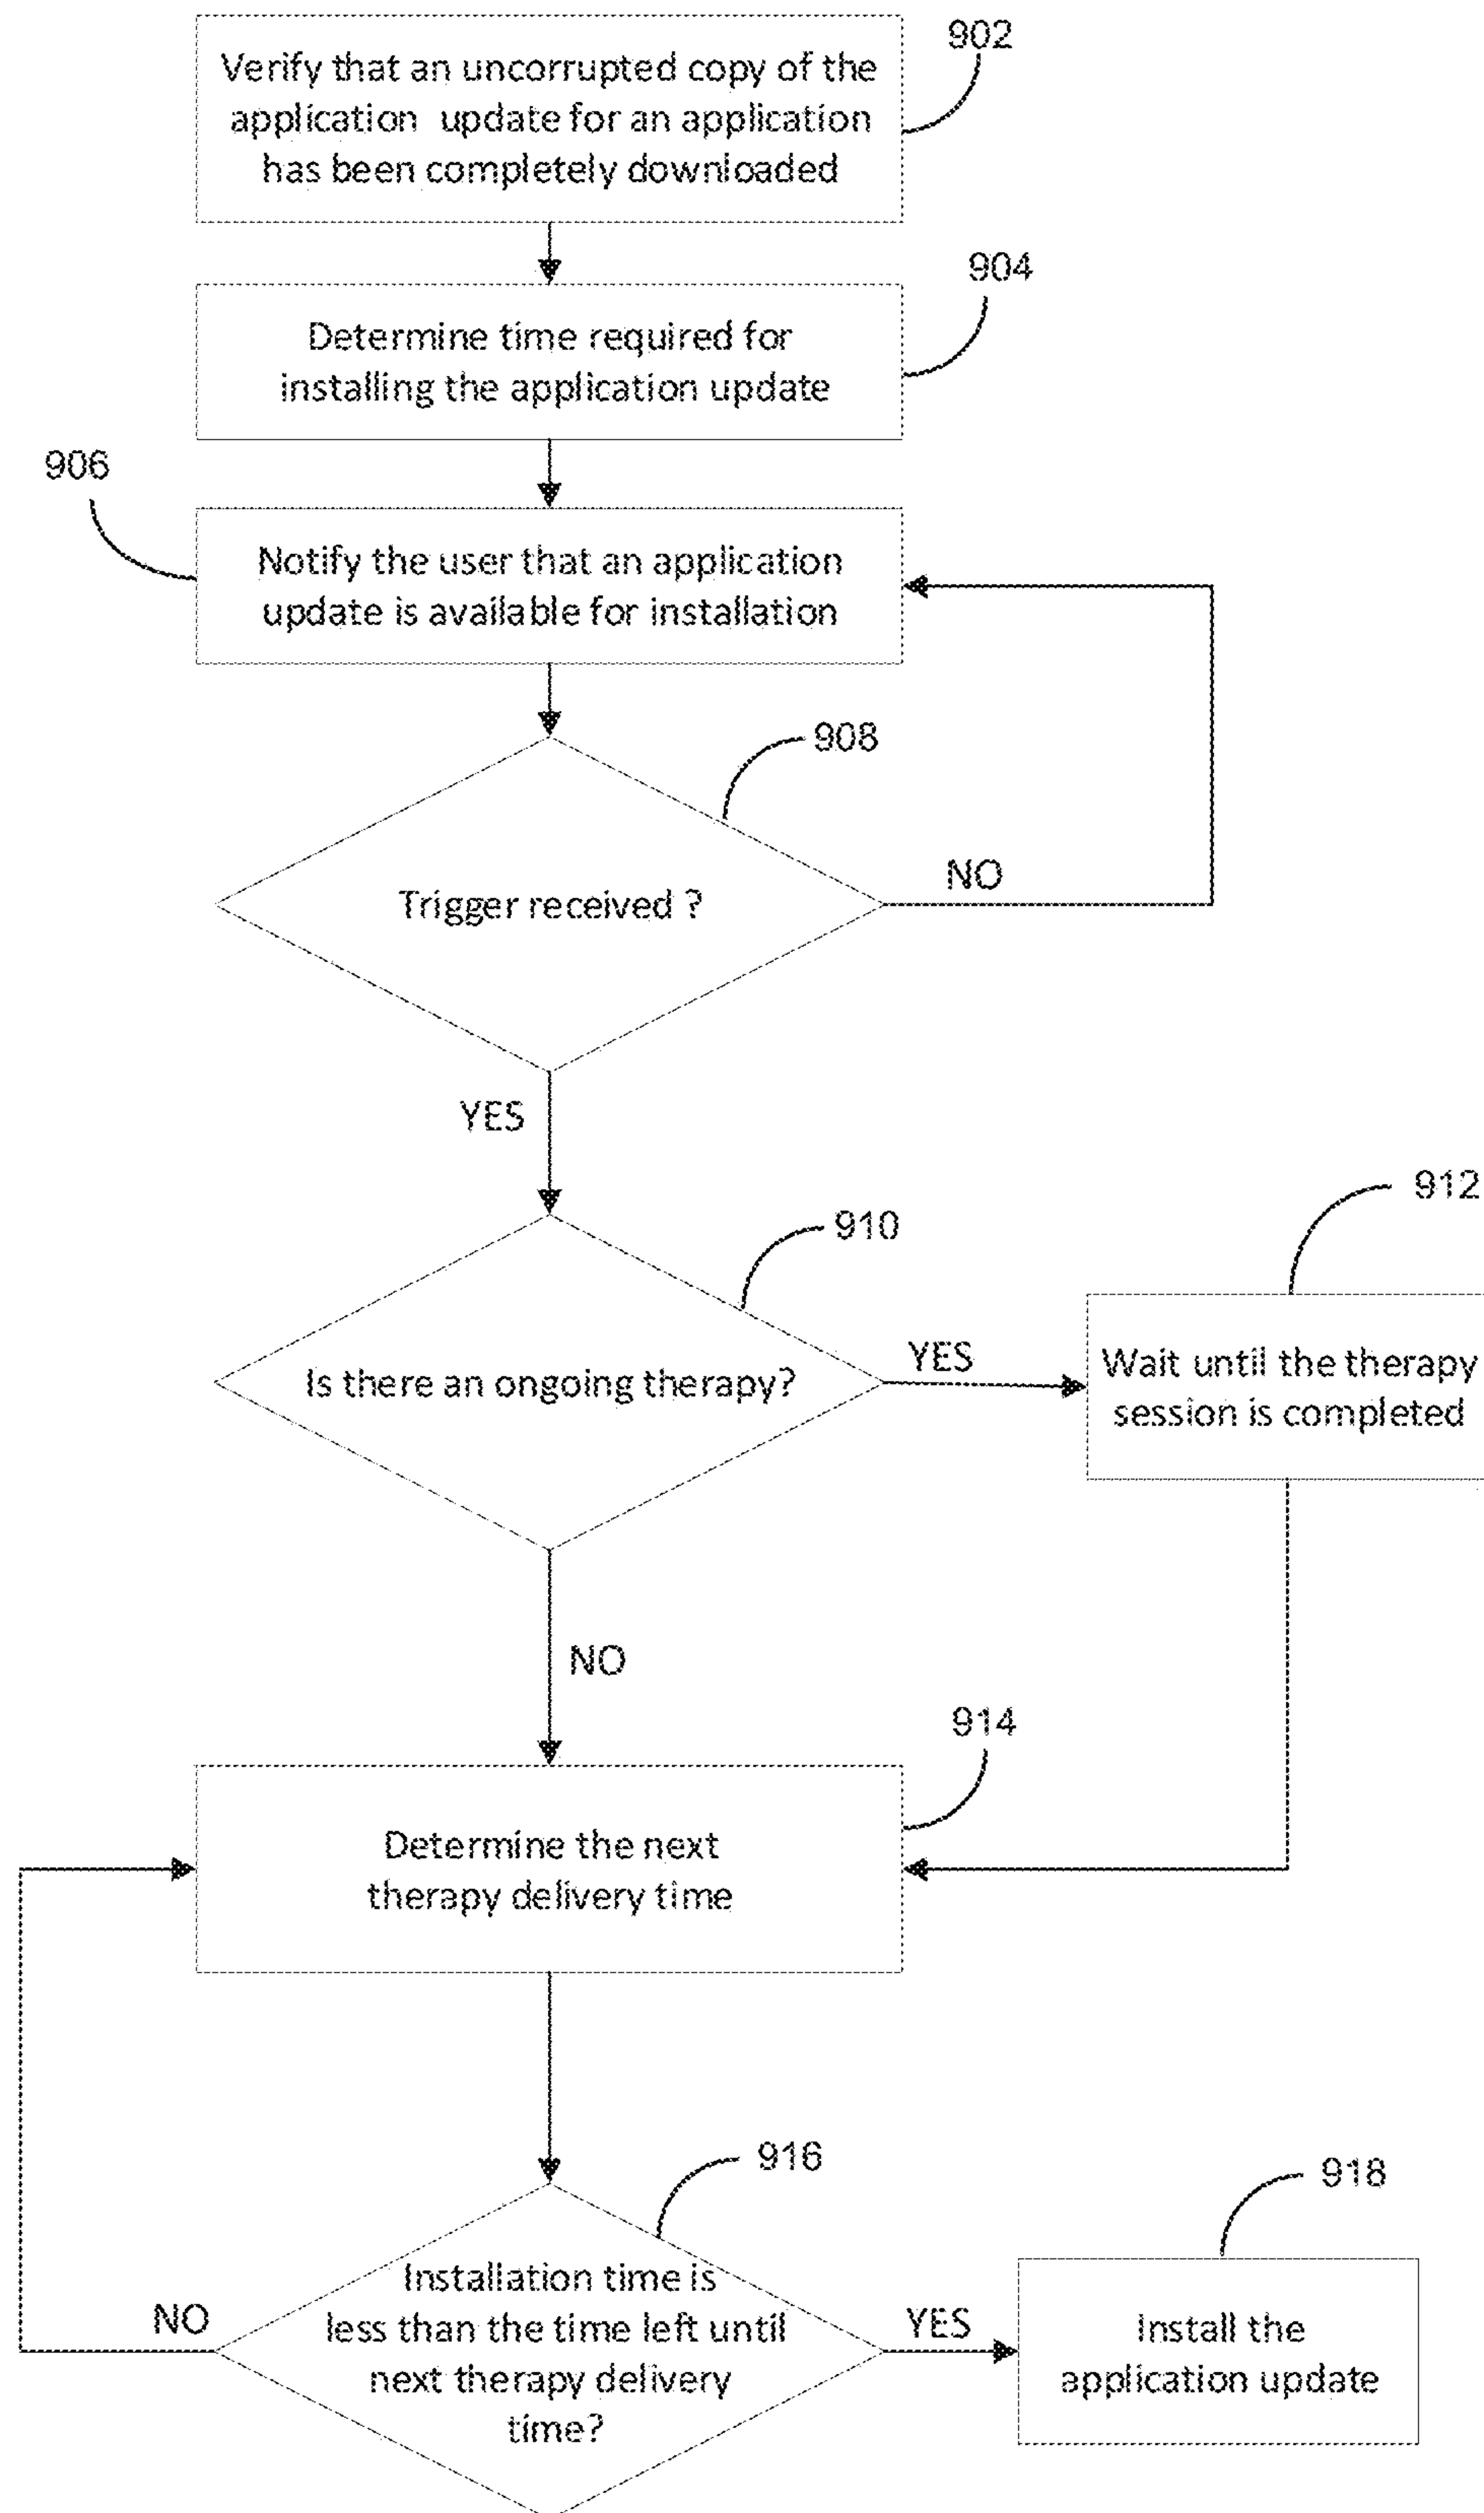 902
Verify that an uncorrupted copy of the
application update for an application
has been completely downloaded
904
Determine time required for
installing the application update
906
Notify the user that an application
update is available for installation
908
Trigger received ?
NO
YES
910
912
Is there an ongoing therapy?
YES
Wait until the therapy
session is completed
NO
914
Determine the next
therapy delivery time
916
918
Installation time is
less than the time left until
next therapy delivery
time?
NO
YES
Install the
application update